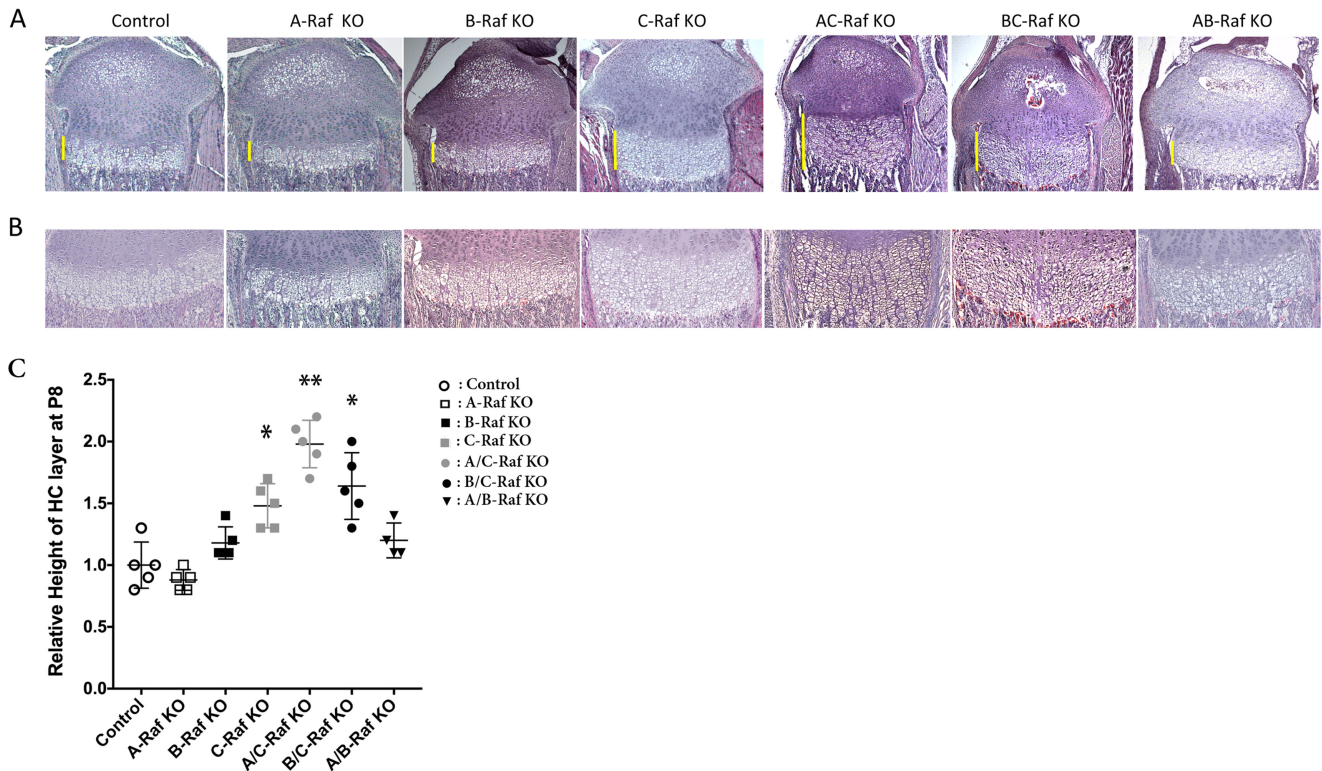 A
Control A-Raf KO B-Raf KO C-Raf KO AC-Raf KO BC-Raf KO AB-Raf KO
B
C
Relative Height of HC layer at P8
2.5
2.0
1.5
1.0
0.5
0.0
* ** *
Control
A-Raf KO
B-Raf KO
C-Raf KO
A/C-Raf KO
B/C-Raf KO
A/B-Raf KO
: Control
: A-Raf KO
: B-Raf KO
: C-Raf KO
: A/C-Raf KO
: B/C-Raf KO
: A/B-Raf KO